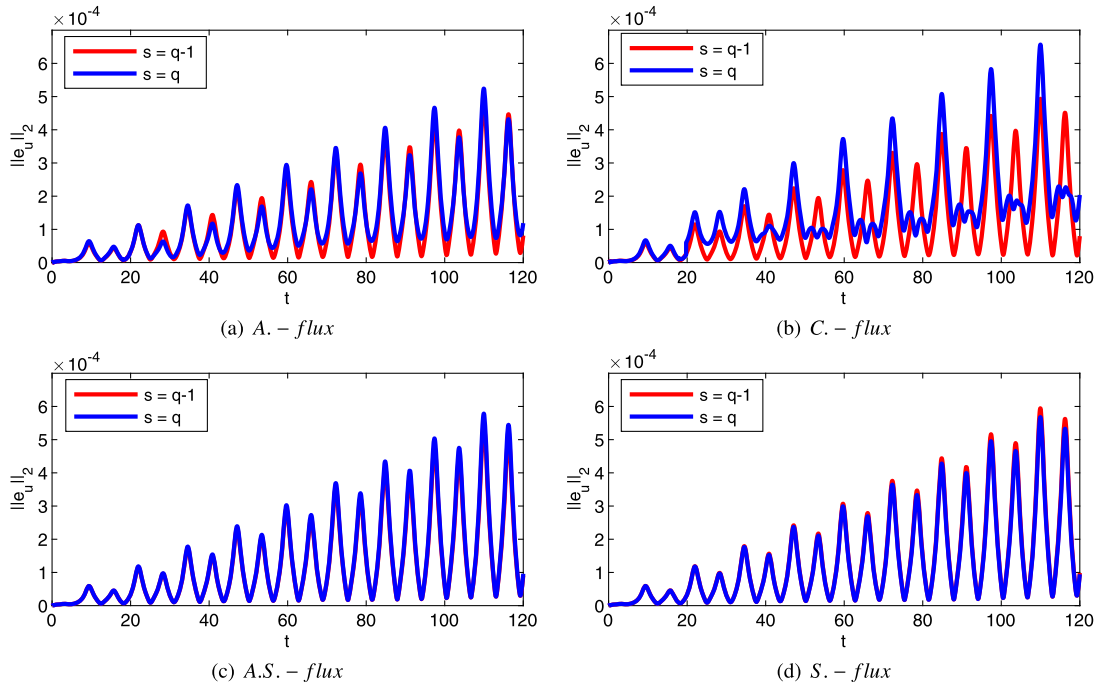 ×10⁻⁴
s = q-1
s = q
||e_u||_2
6
5
4
3
2
1
0
0 20 40 60 80 100 120
t
(a) A. − flux
×10⁻⁴
s = q-1
s = q
||e_u||_2
6
5
4
3
2
1
0
0 20 40 60 80 100 120
t
(b) C. − flux
×10⁻⁴
s = q-1
s = q
||e_u||_2
6
5
4
3
2
1
0
0 20 40 60 80 100 120
t
(c) A.S. − flux
×10⁻⁴
s = q-1
s = q
||e_u||_2
6
5
4
3
2
1
0
0 20 40 60 80 100 120
t
(d) S. − flux